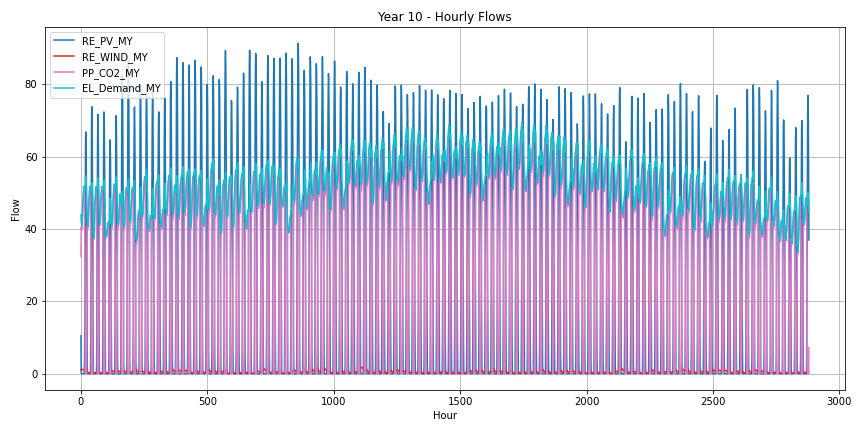 Year 10 - Hourly Flows
RE_PV_MY
RE_WIND_MY
PP_CO2_MY
EL_Demand_MY
Flow
80
60
40
20
0
0
500
1000
1500
2000
2500
3000
Hour